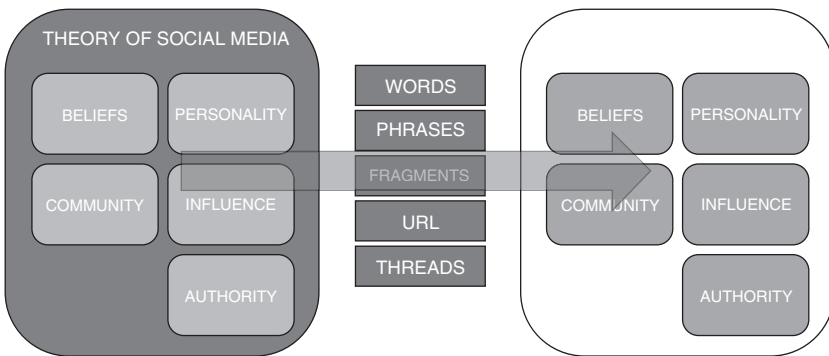 THEORY OF SOCIAL MEDIA
BELIEFS PERSONALITY
COMMUNITY INFLUENCE
AUTHORITY
WORDS
PHRASES
FRAGMENTS
URL
THREADS
BELIEFS PERSONALITY
COMMUNITY INFLUENCE
AUTHORITY